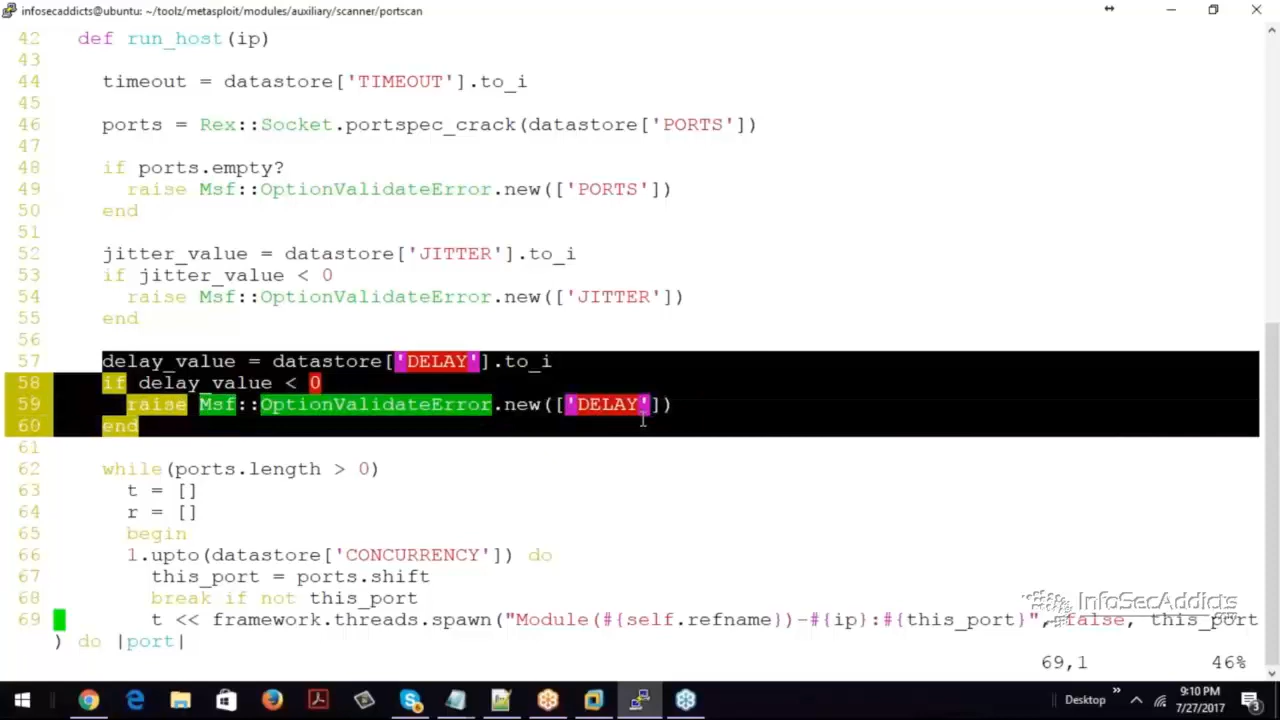 infosecaddicts@ubuntu: ~/toolz/metasploit/modules/auxiliary/scanner/portscan
42 def run_host(ip)
43
44 timeout = datastore['TIMEOUT'].to_i
45
46 ports = Rex::Socket.portspec_crack(datastore['PORTS'])
47
48 if ports.empty?
49 raise Msf::OptionValidateError.new(['PORTS'])
50 end
51
52 jitter_value = datastore['JITTER'].to_i
53 if jitter_value < 0
54 raise Msf::OptionValidateError.new(['JITTER'])
55 end
56
57 delay_value = datastore['DELAY'].to_i
58 if delay_value < 0
59 raise Msf::OptionValidateError.new(['DELAY'])
60 end
61
62 while(ports.length > 0)
63 t = []
64 r = []
65 begin
66 1.upto(datastore['CONCURRENCY']) do
67 this_port = ports.shift
68 break if not this_port
InfoSecAddicts
69 t << framework.threads.spawn("Module(#{self.refname})-#{ip}:#{this_port}", false, this_port
) do |port|
69,1 46%
Desktop
9:10 PM
7/27/2017
3